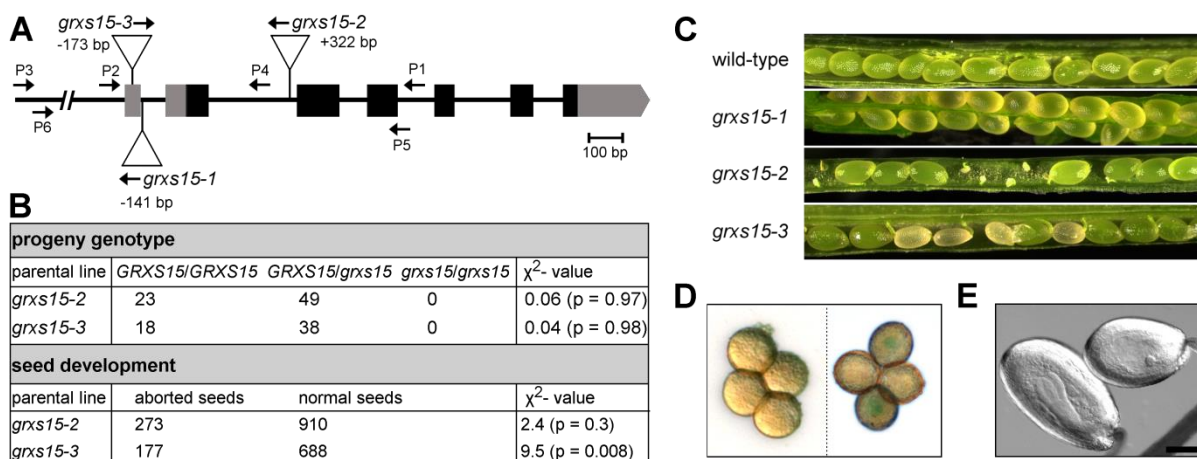 A
grxs15-3
-173 bp
grxs15-2
+322 bp
P3
P2
P4
P1
P6
P5
100 bp
grxs15-1
-141 bp
B
progeny genotype
parental line GRXS15/GRXS15 GRXS15/grxs15 grxs15/grxs15 χ²- value
grxs15-2 23 49 0 0.06 (p = 0.97)
grxs15-3 18 38 0 0.04 (p = 0.98)
seed development
parental line aborted seeds normal seeds χ²- value
grxs15-2 273 910 2.4 (p = 0.3)
grxs15-3 177 688 9.5 (p = 0.008)
C
wild-type
grxs15-1
grxs15-2
grxs15-3
D
E